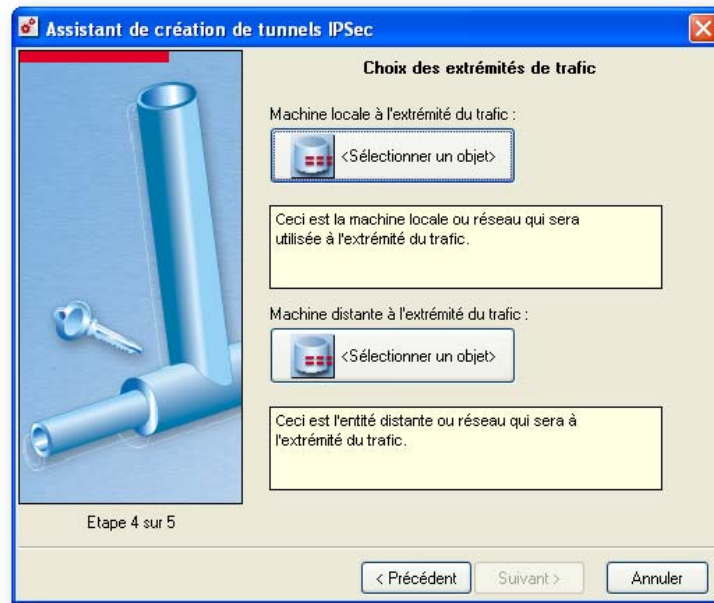 Assistant de création de tunnels IPSec
Choix des extrémités de trafic
Machine locale à l'extrémité du trafic :
<Sélectionner un objet>
Ceci est la machine locale ou réseau qui sera
utilisée à l'extrémité du trafic.
Machine distante à l'extrémité du trafic :
<Sélectionner un objet>
Ceci est l'entité distante ou réseau qui sera à
l'extrémité du trafic.
Etape 4 sur 5
< Précédent
Suivant >
Annuler